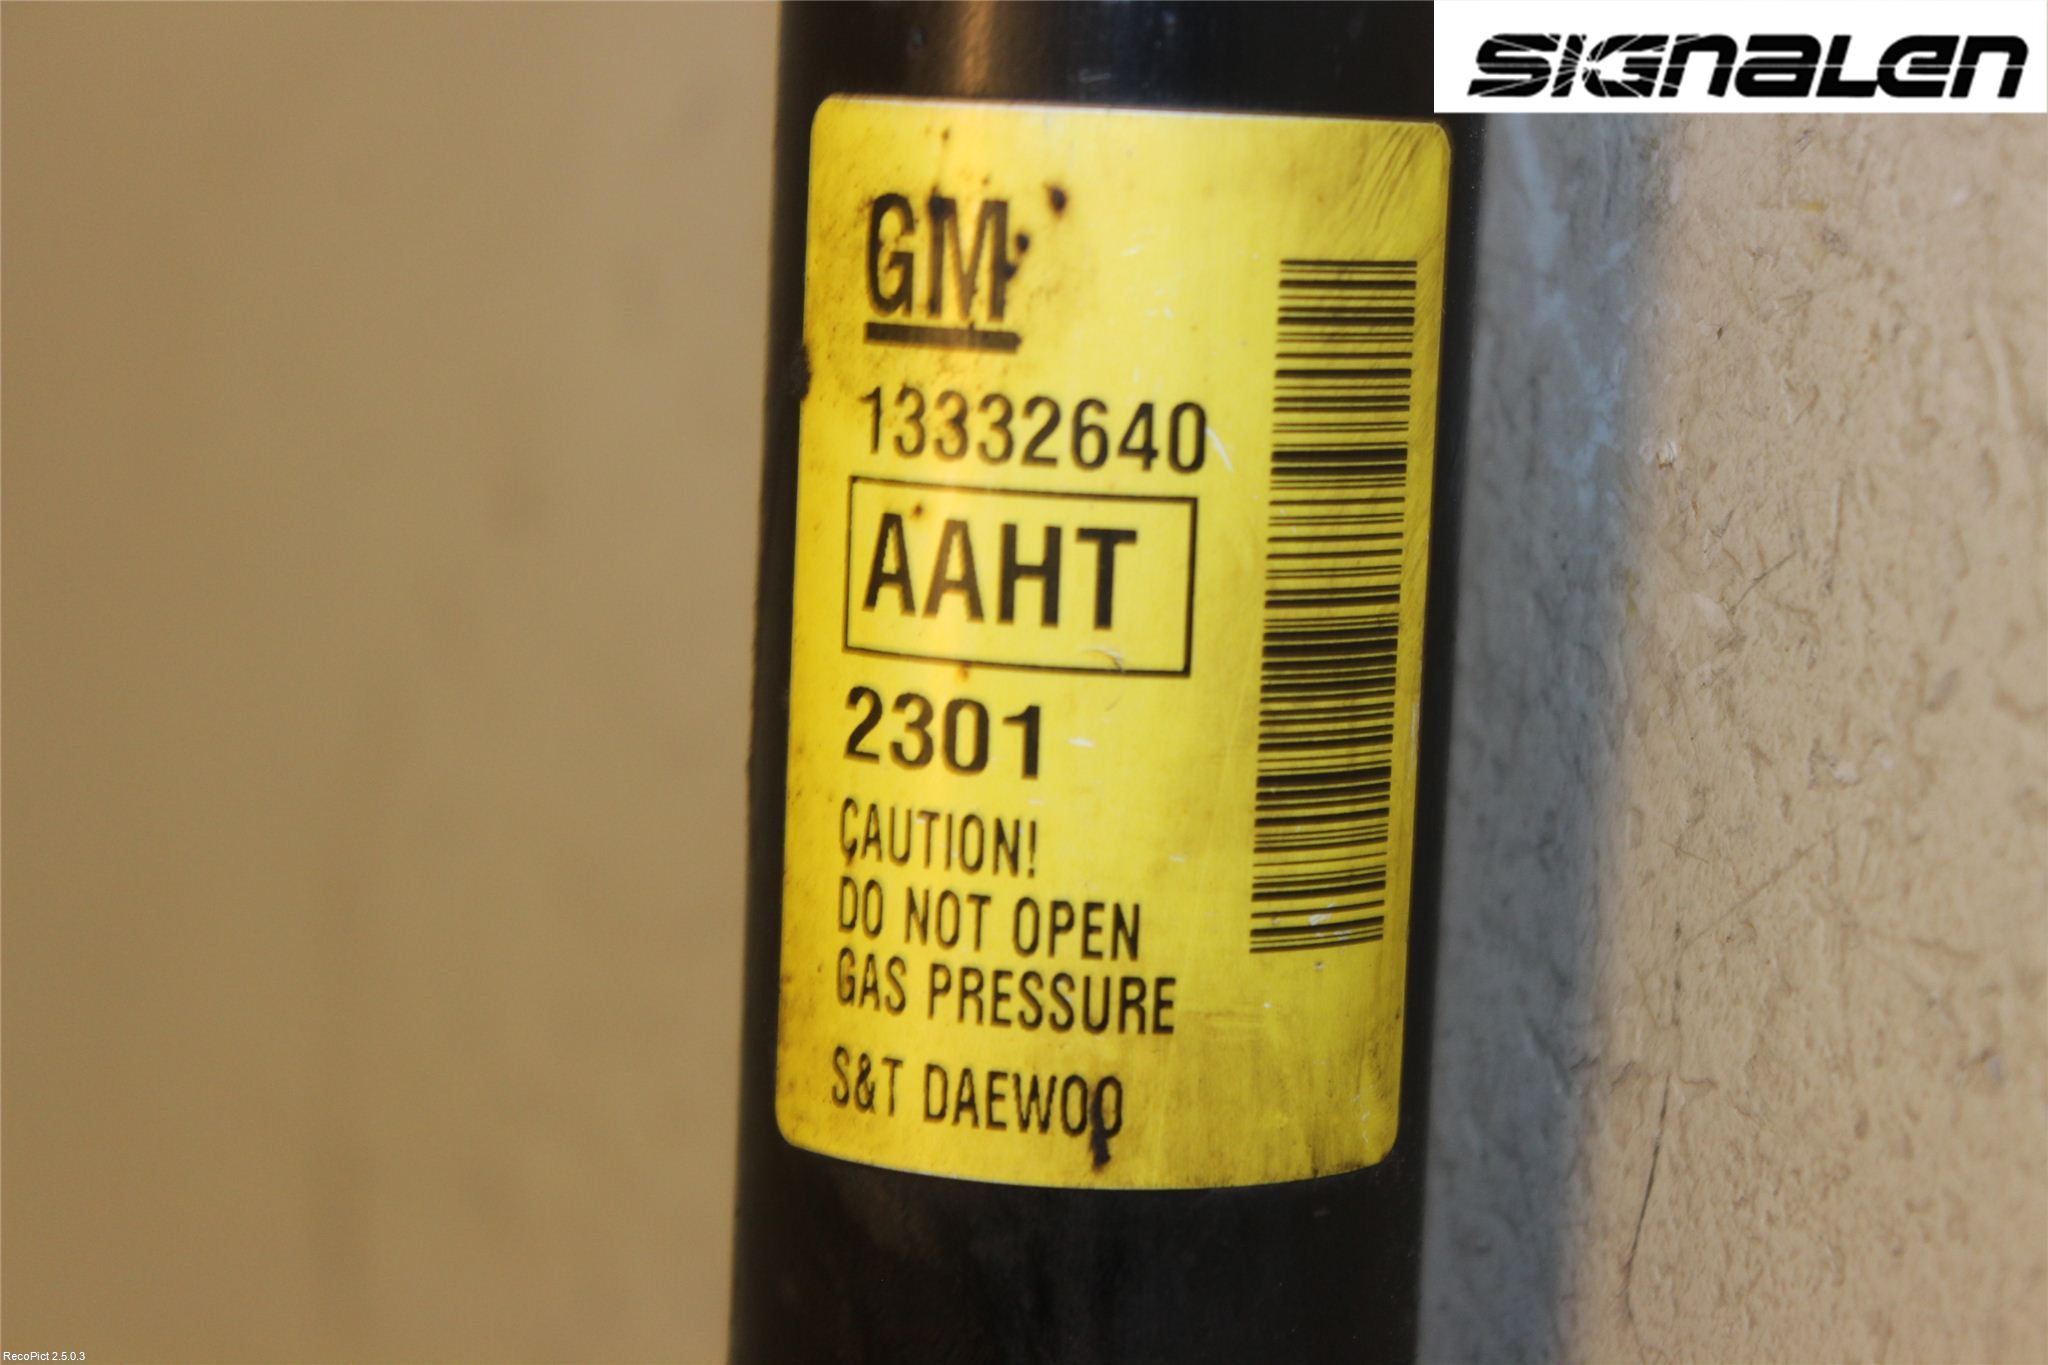 SIGNALEN
GM
13332640
AAHT
2301
CAUTION!
DO NOT OPEN
GAS PRESSURE
S&T DAEWOO
RecoPict 2.5.0.3